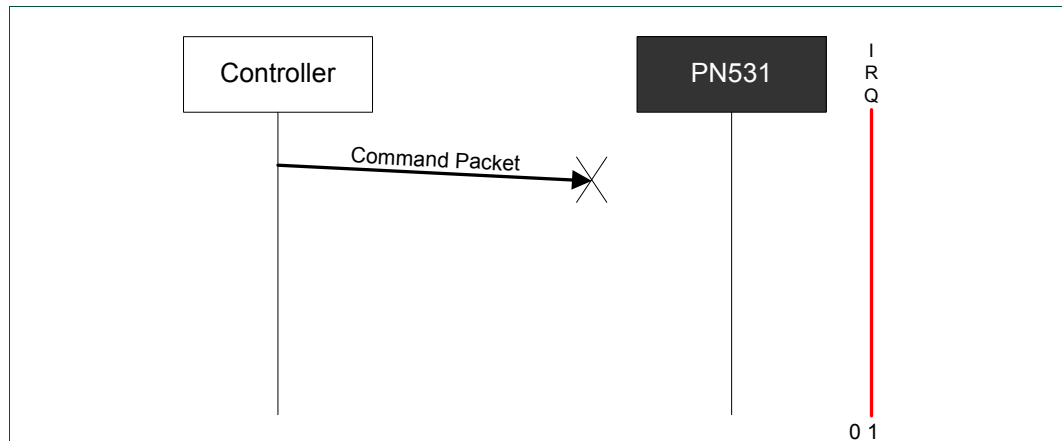 Controller
PN531
I
R
Q
Command Packet
0 1